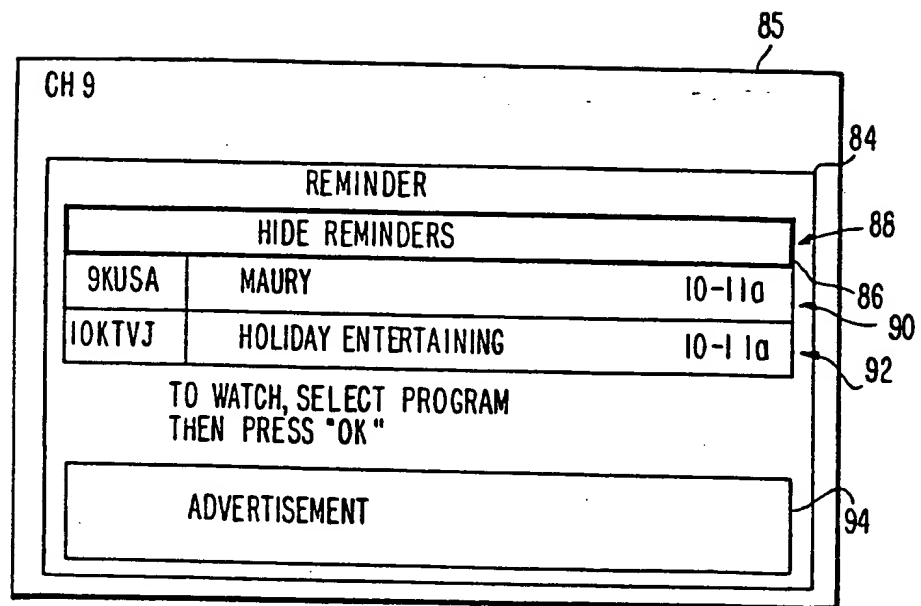 85
CH 9
84
REMINDER
HIDE REMINDERS
88
9KUSA MAURY 10-11a
86
90
10KTVJ HOLIDAY ENTERTAINING 10-11a
92
TO WATCH, SELECT PROGRAM
THEN PRESS "OK"
ADVERTISEMENT
94